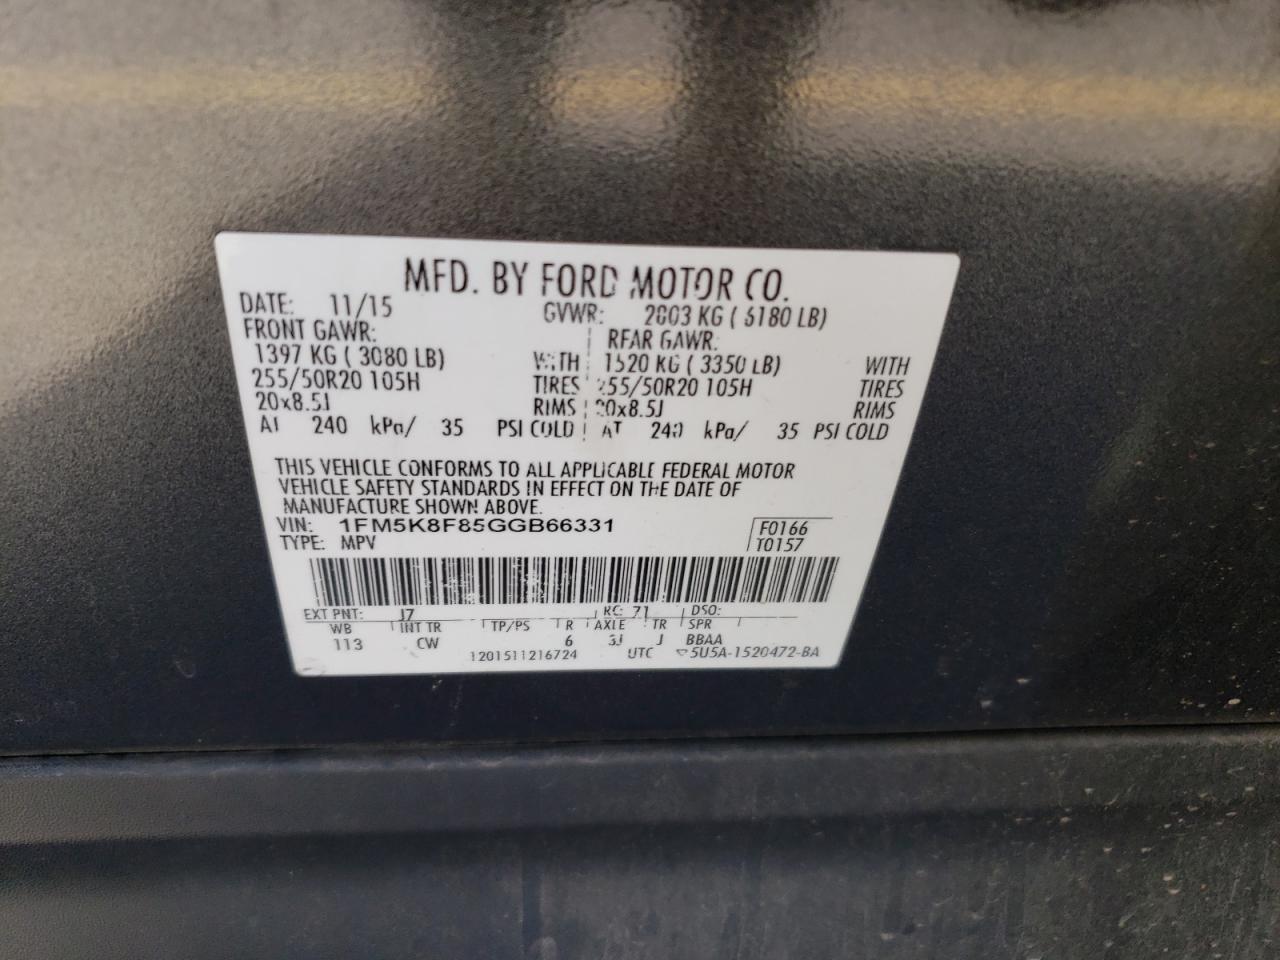 MFD. BY FORD MOTOR CO.
DATE: 11/15 GVWR: 2803 KG ( 6180 LB)
FRONT GAWR: REAR GAWR:
1397 KG ( 3080 LB) WITH 1520 KG ( 3350 LB) WITH
255/50R20 105H TIRES 255/50R20 105H TIRES
20x8.5J RIMS 20x8.5J RIMS
AT 240 kPa/ 35 PSI COLD AT 240 kPa/ 35 PSI COLD
THIS VEHICLE CONFORMS TO ALL APPLICABLE FEDERAL MOTOR
VEHICLE SAFETY STANDARDS IN EFFECT ON THE DATE OF
MANUFACTURE SHOWN ABOVE.
VIN: 1FM5K8F85GGB66331 F0166
TYPE: MPV T0157
EXT PNT: J7 RC: 71 DSO:
WB INT TR TP/PS R AXLE TR SPR
113 CW 6 3J J BBAA
1201511216724 UTC 5U5A-1520472-BA